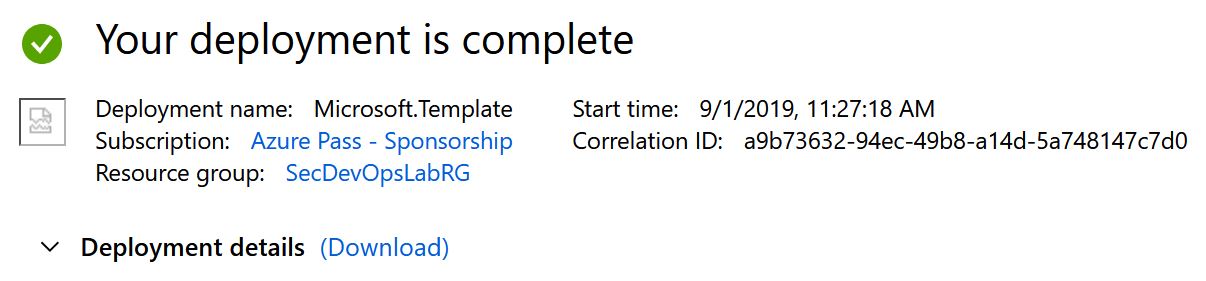 Your deployment is complete
Deployment name: Microsoft.Template
Subscription: Azure Pass - Sponsorship
Resource group: SecDevOpsLabRG
Start time: 9/1/2019, 11:27:18 AM
Correlation ID: a9b73632-94ec-49b8-a14d-5a748147c7d0
Deployment details (Download)